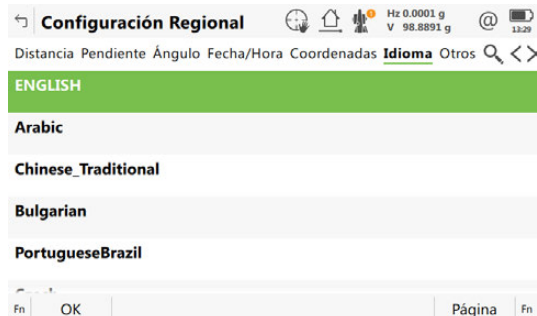 Configuración Regional
Hz 0.0001 g
V 98.8891 g
@
13:29
Distancia Pendiente Ángulo Fecha/Hora Coordenadas Idioma Otros
ENGLISH
Arabic
Chinese_Traditional
Bulgarian
PortugueseBrazil
Fn OK Página Fn